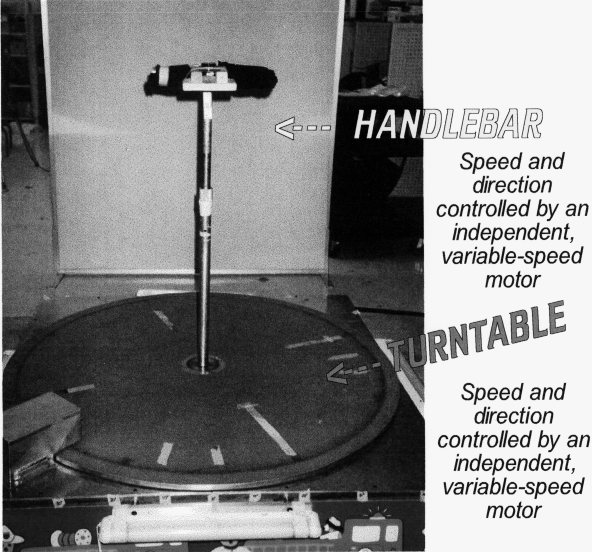 HANDLEBAR
Speed and
direction
controlled by an
independent,
variable-speed
motor
TURNTABLE
Speed and
direction
controlled by an
independent,
variable-speed
motor